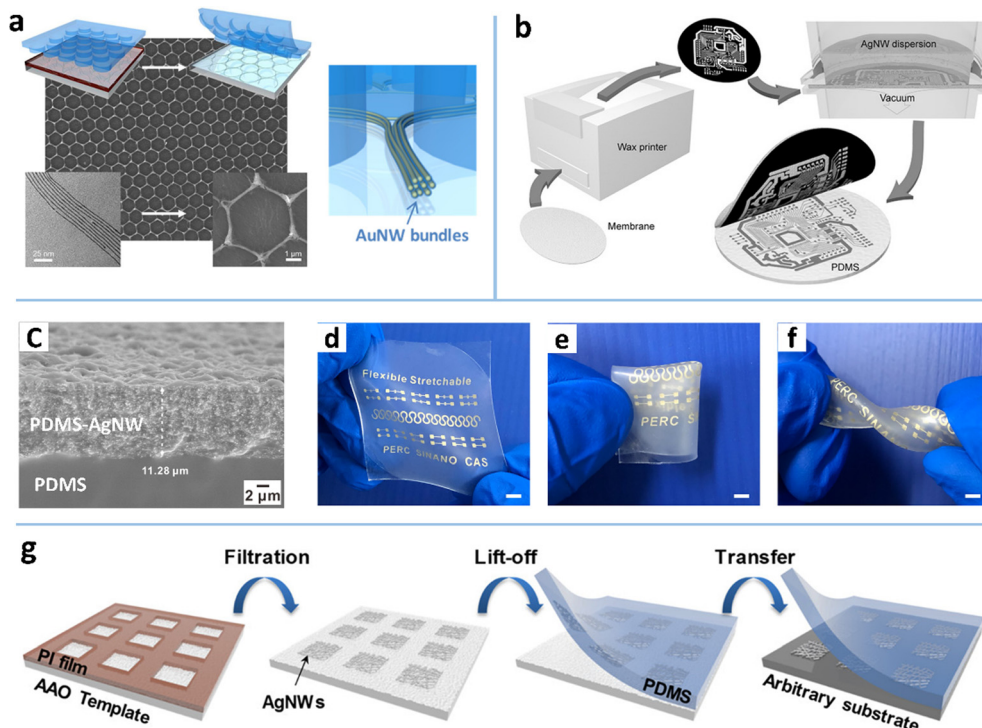 a
25 nm
1 µm
AuNW bundles
b
Wax printer
Membrane
AgNW dispersion
Vacuum
PDMS
C
PDMS-AgNW
11.28 µm
PDMS
2 µm
d
Flexible Stretchable
PERC SINANO CAS
e
PERC S
f
PERC SINANO
g
Filtration
Lift-off
Transfer
PI film
AAO Template
AgNWs
PDMS
Arbitrary substrate